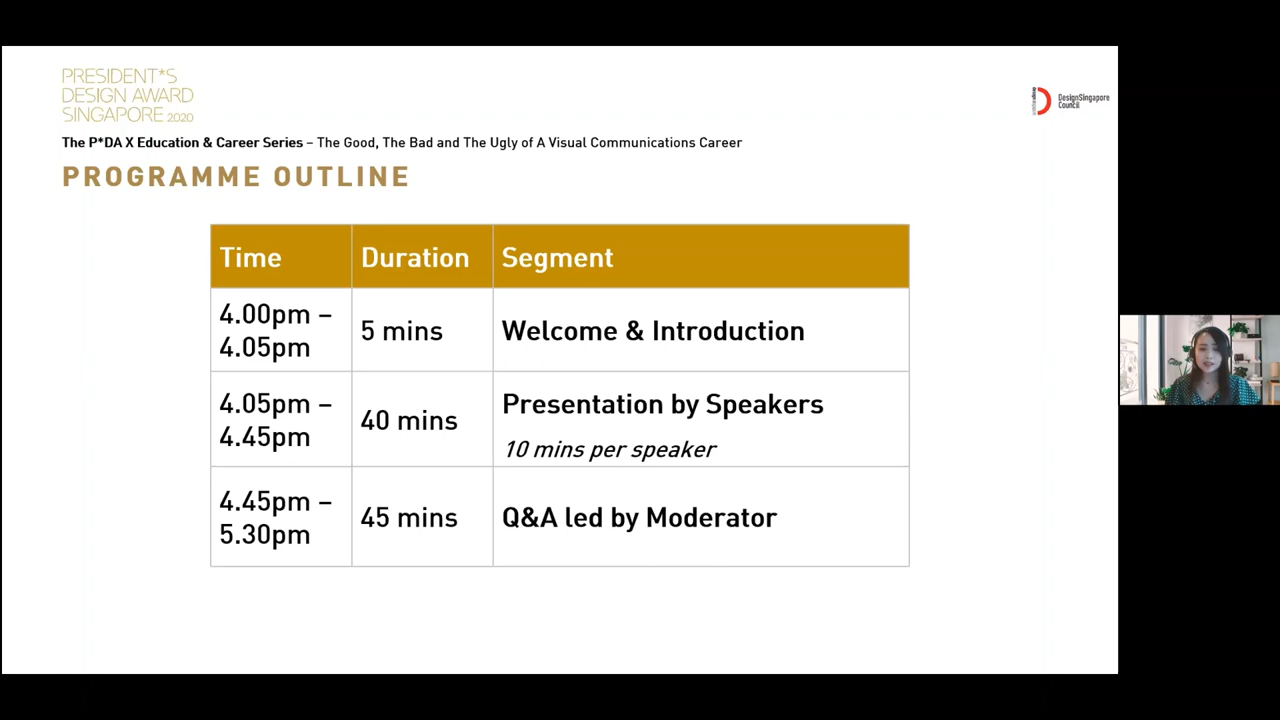 PRESIDENT*S
DESIGN AWARD
SINGAPORE 2020
DesignSingapore
Council
The P*DA X Education & Career Series – The Good, The Bad and The Ugly of A Visual Communications Career
PROGRAMME OUTLINE
Time Duration Segment
4.00pm –
4.05pm
5 mins
Welcome & Introduction
4.05pm –
4.45pm
40 mins
Presentation by Speakers
10 mins per speaker
4.45pm –
5.30pm
45 mins
Q&A led by Moderator